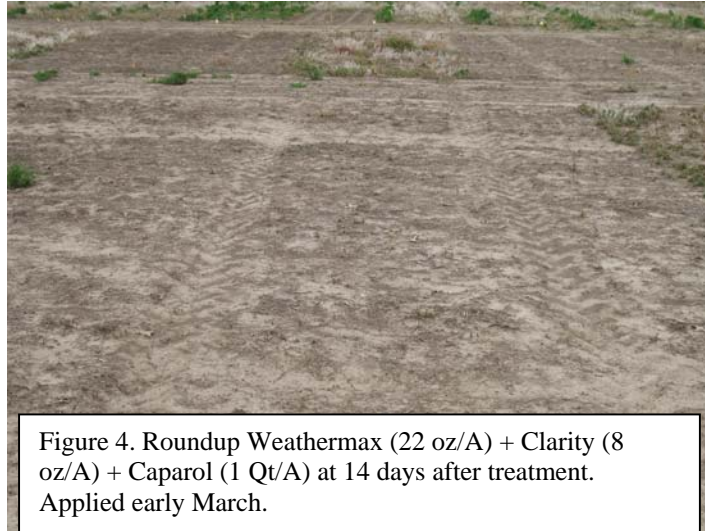 Figure 4. Roundup Weathermax (22 oz/A) + Clarity (8
oz/A) + Caparol (1 Qt/A) at 14 days after treatment.
Applied early March.